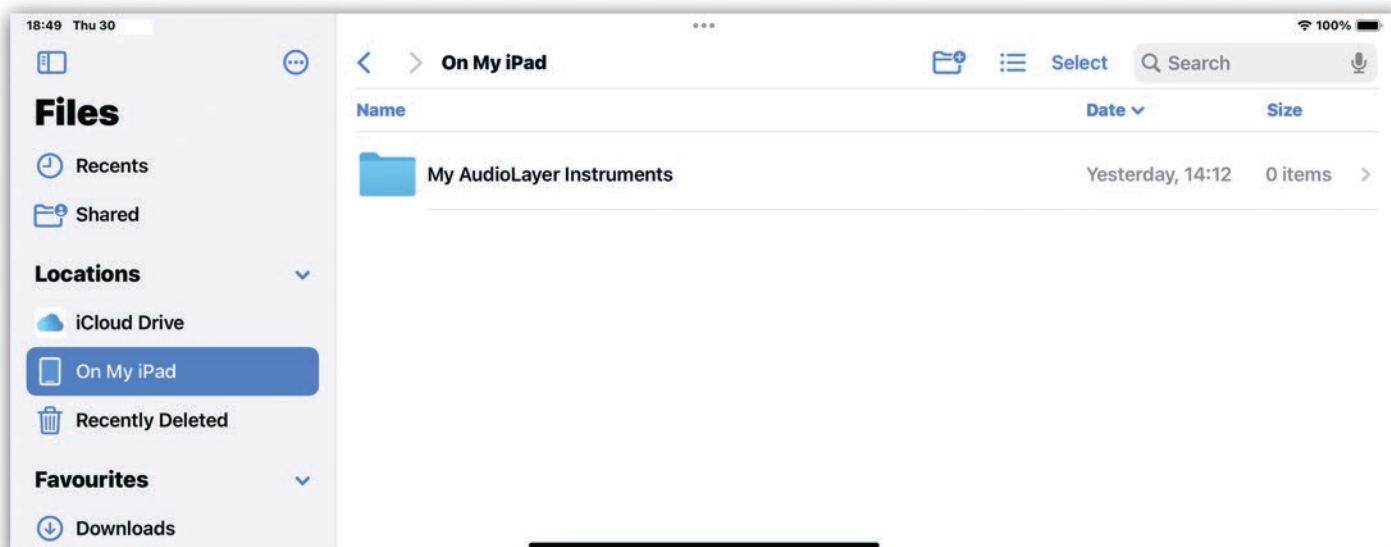 18:49 Thu 30
100%
Files
Recents
Shared
Locations
iCloud Drive
On My iPad
Recently Deleted
Favourites
Downloads
On My iPad
Select
Search
Name Date Size
My AudioLayer Instruments Yesterday, 14:12 0 items